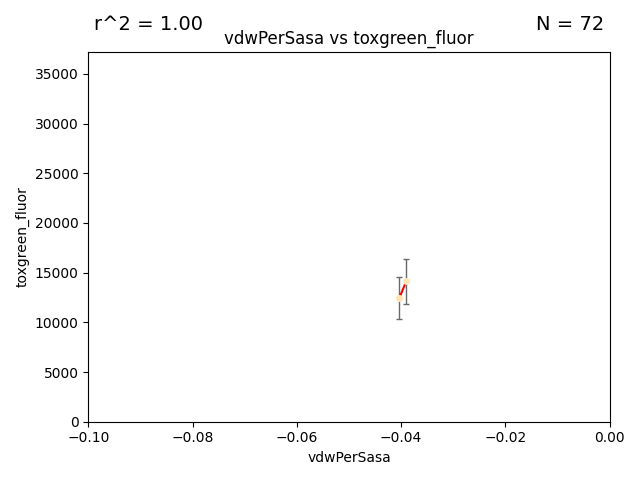 r^2 = 1.00
N = 72
vdwPerSasa vs toxgreen_fluor
35000
30000
25000
20000
15000
10000
5000
0
toxgreen_fluor
−0.10
−0.08
−0.06
−0.04
−0.02
0.00
vdwPerSasa